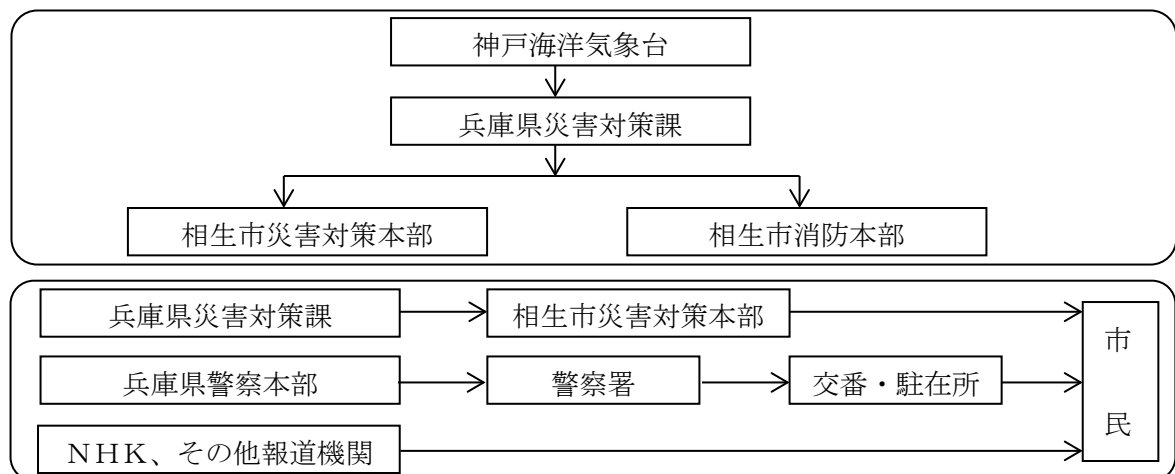 神戸海洋気象台
兵庫県災害対策課
相生市災害対策本部
相生市消防本部
兵庫県災害対策課
相生市災害対策本部
兵庫県警察本部
警察署
交番・駐在所
ＮＨＫ、その他報道機関
市民